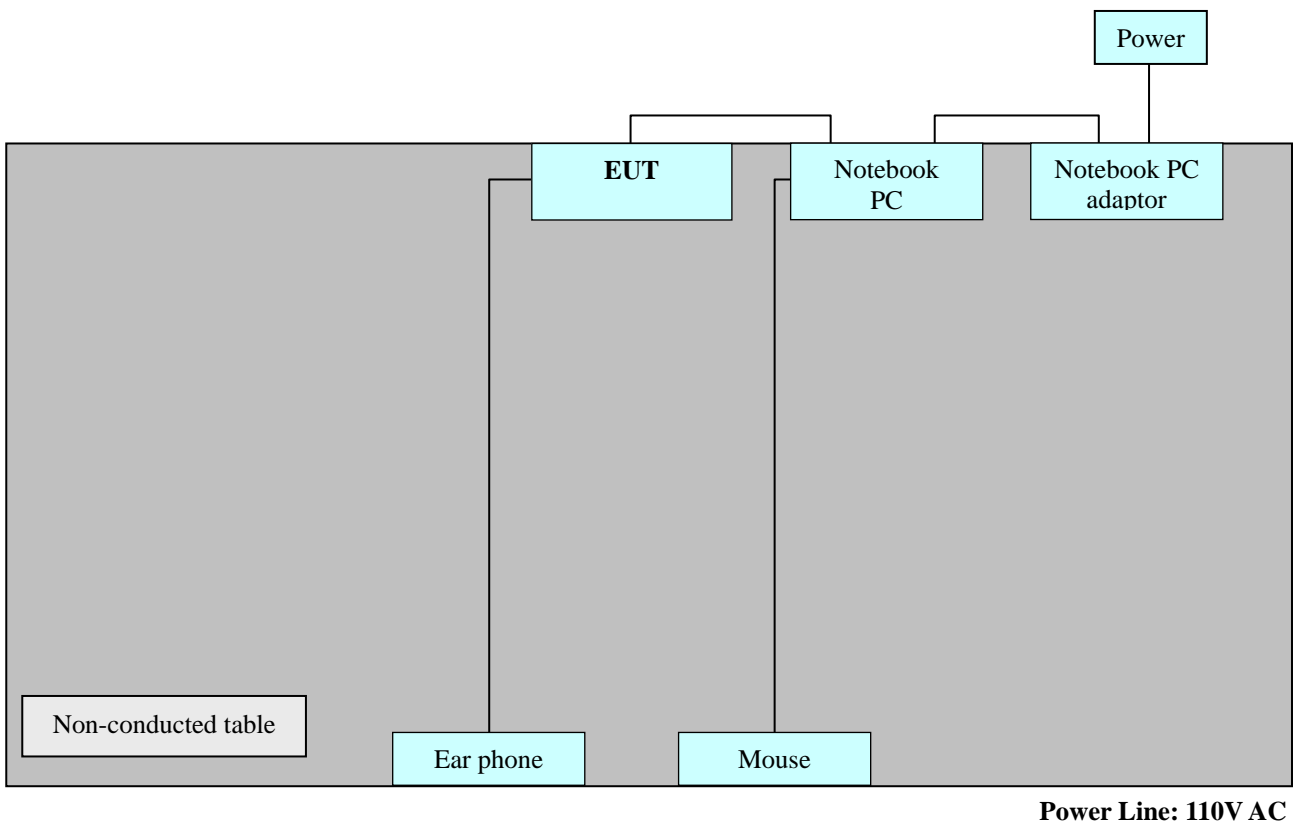 Power
EUT
Notebook
PC
Notebook PC
adaptor
Non-conducted table
Ear phone
Mouse
Power Line: 110V AC